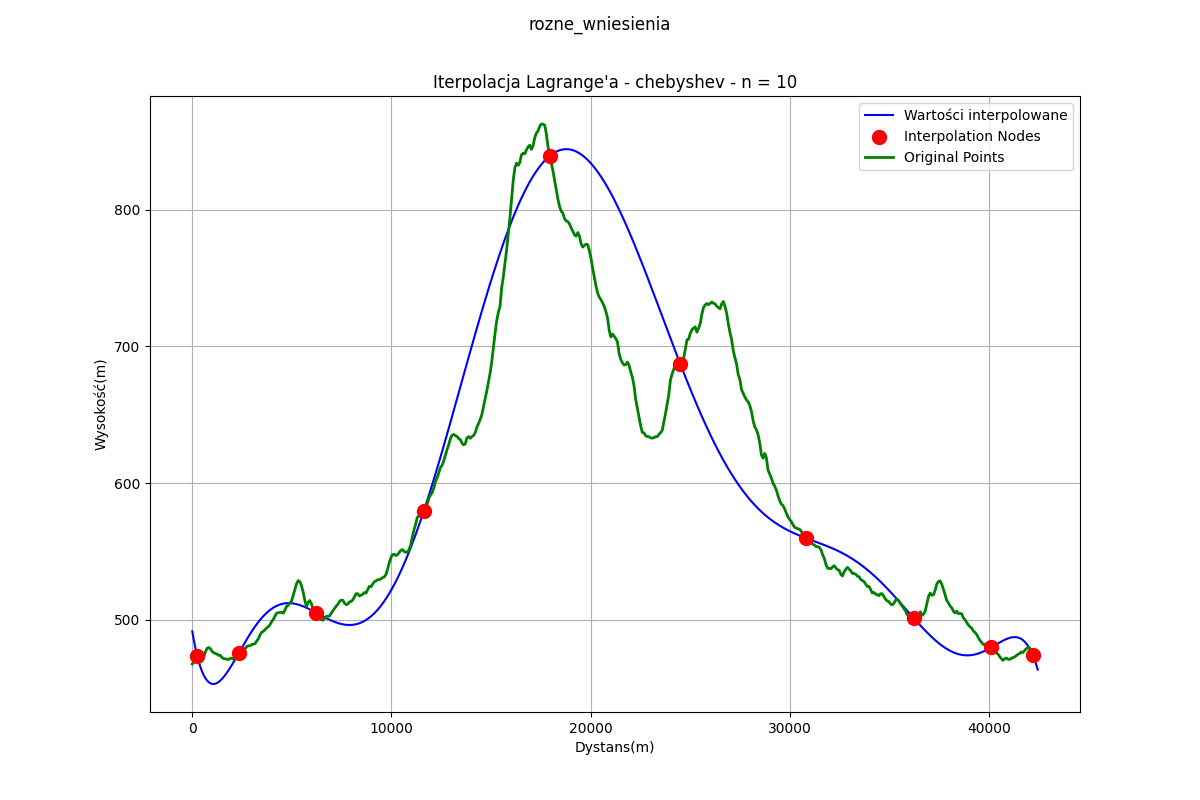 rozne_wniesienia
Iterpolacja Lagrange'a - chebyshev - n = 10
Wartości interpolowane
Interpolation Nodes
Original Points
800
700
600
500
Wysokość(m)
0 10000 20000 30000 40000
Dystans(m)